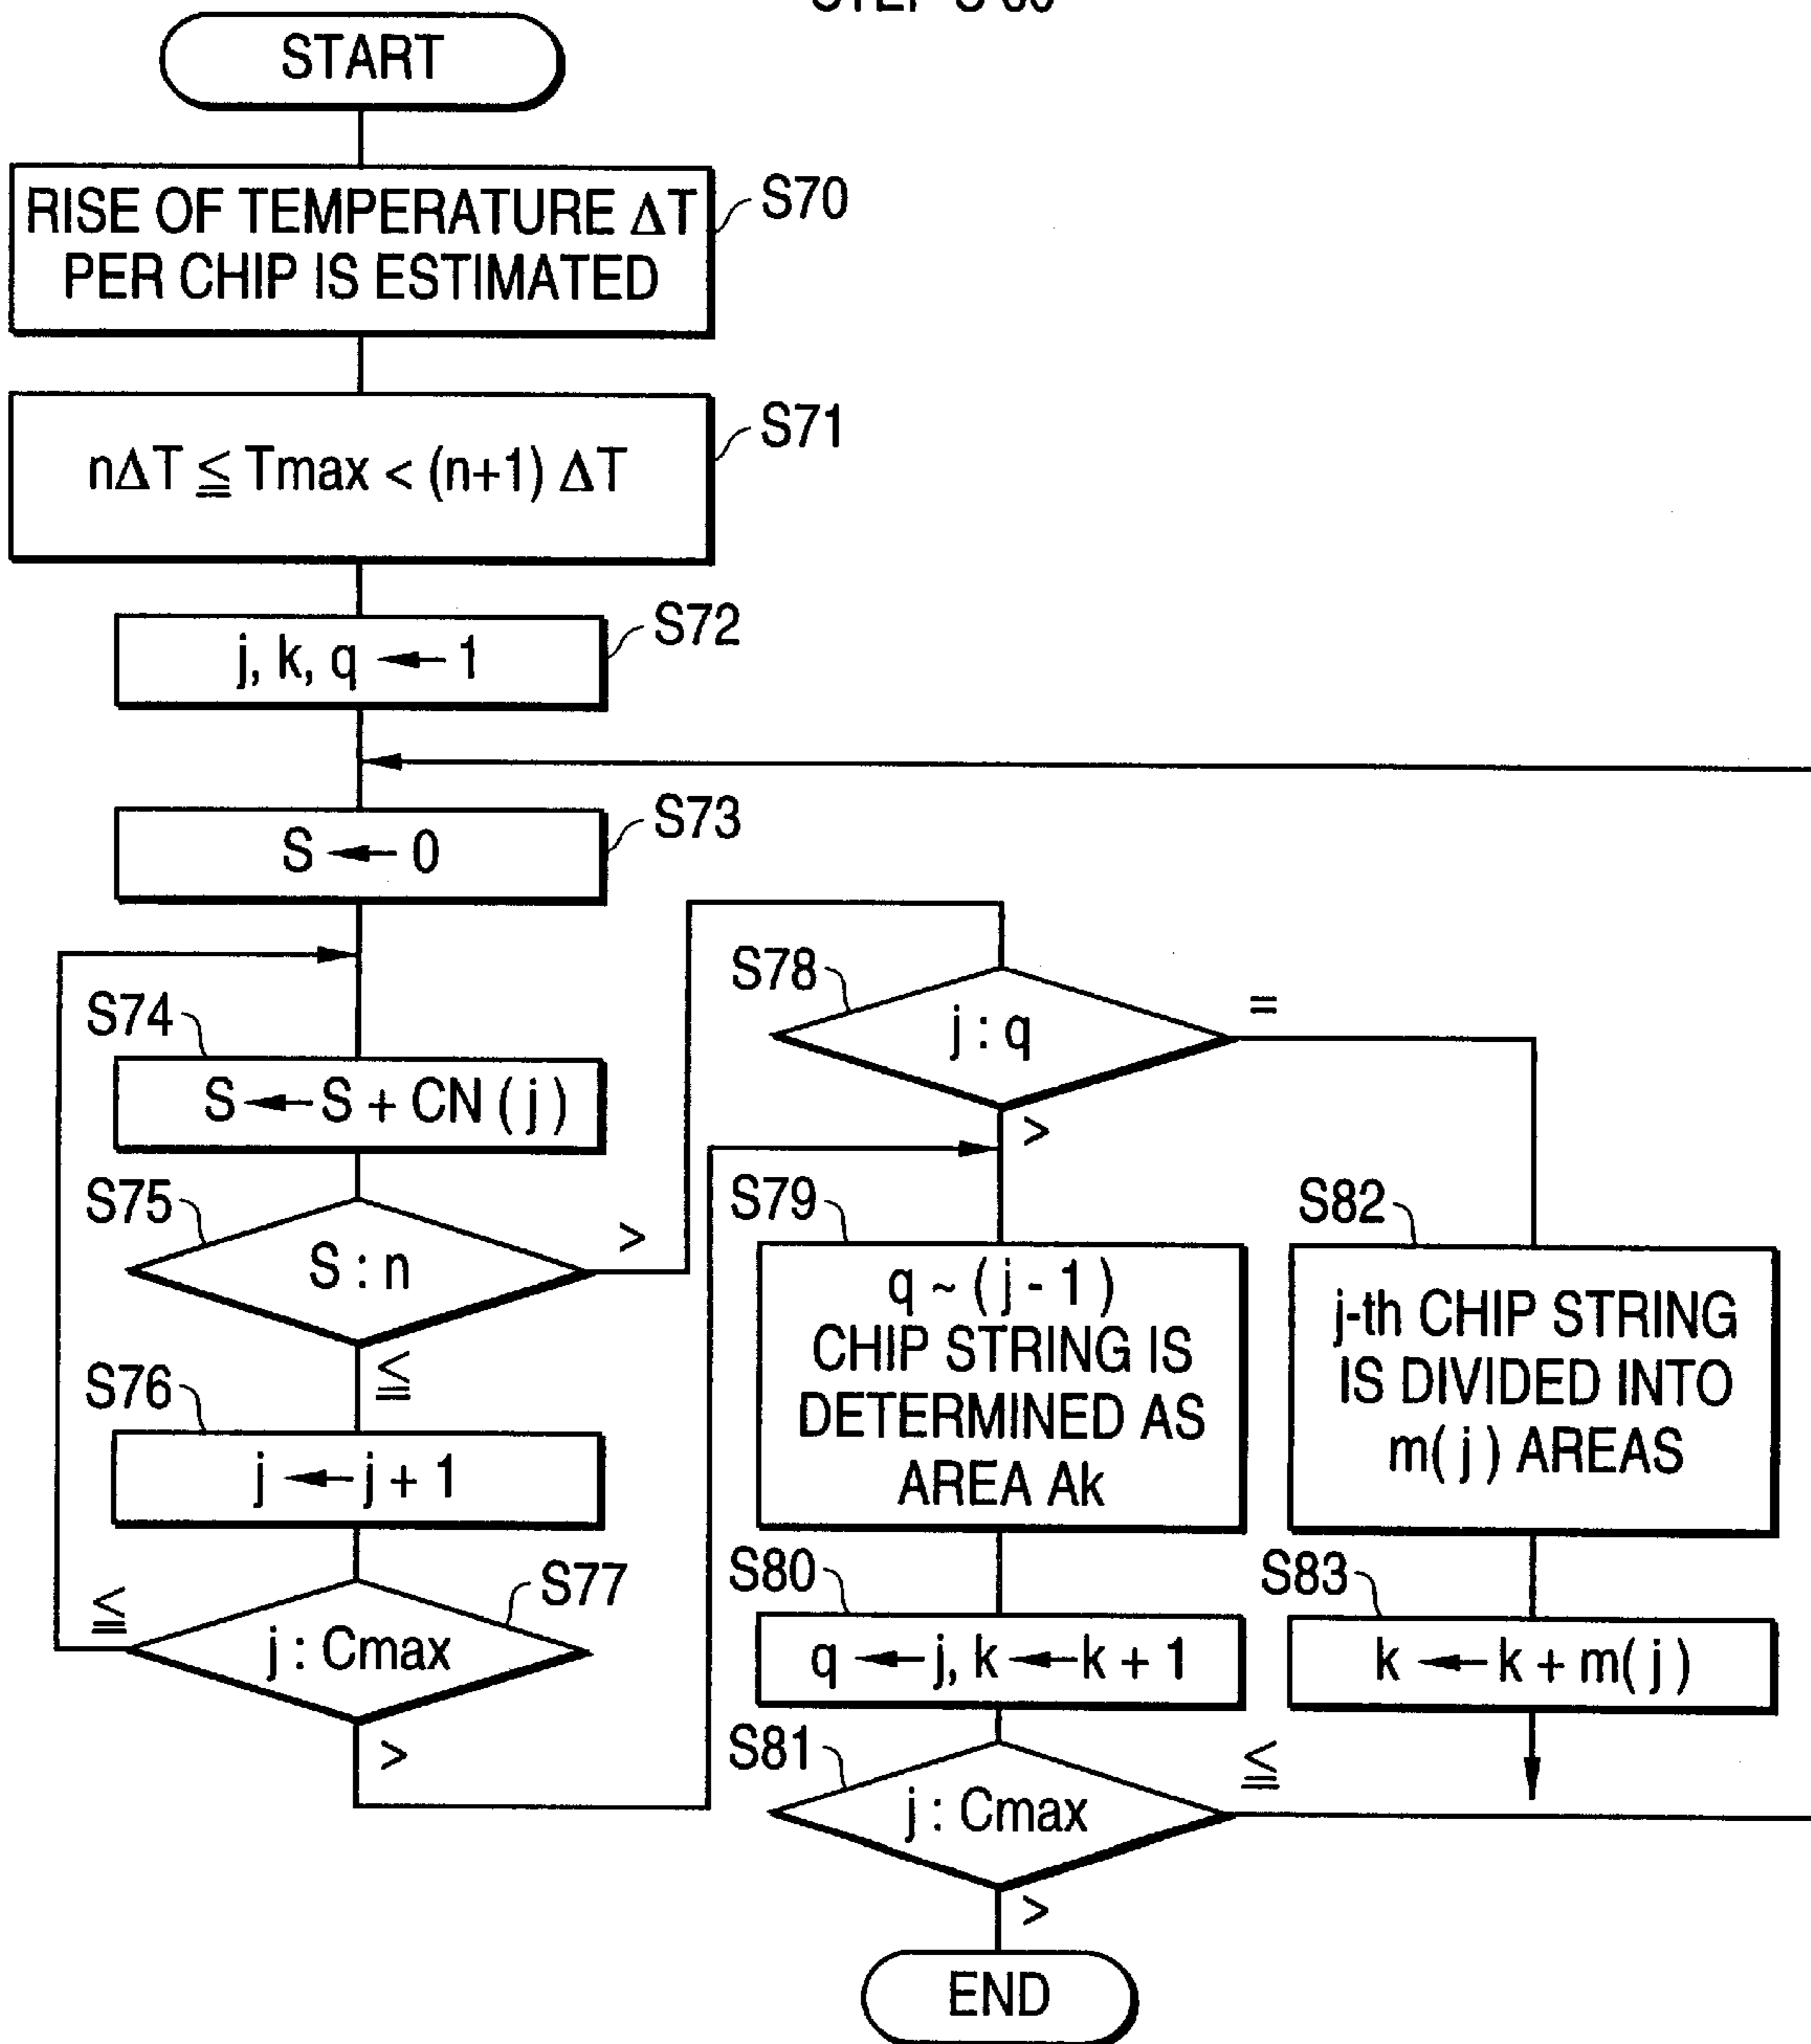 START
RISE OF TEMPERATURE ΔT
PER CHIP IS ESTIMATED
S70
nΔT ≦ Tmax < (n+1) ΔT
S71
j, k, q ← 1
S72
S ← 0
S73
S74
S ← S + CN ( j )
S75
S : n
>
≦
S76
j ← j + 1
S77
j : Cmax
≦
>
S78
j : q
=
>
S79
q ~ ( j - 1 )
CHIP STRING IS
DETERMINED AS
AREA Ak
S80
q ← j, k ← k + 1
S81
j : Cmax
≦
>
S82
j-th CHIP STRING
IS DIVIDED INTO
m( j ) AREAS
S83
k ← k + m( j )
END